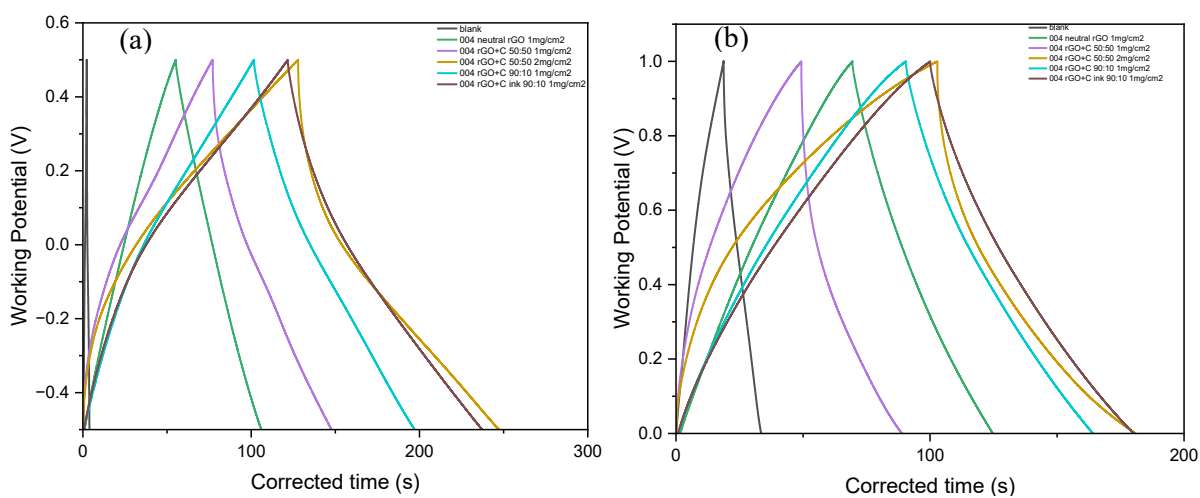 (a)
blank
004 neutral rGO 1mg/cm2
004 rGO+C 50:50 1mg/cm2
004 rGO+C 50:50 2mg/cm2
004 rGO+C 90:10 1mg/cm2
004 rGO+C ink 90:10 1mg/cm2
Working Potential (V)
0.6
0.4
0.2
0.0
−0.2
−0.4
0
100
200
300
Corrected time (s)
(b)
blank
004 neutral rGO 1mg/cm2
004 rGO+C 50:50 1mg/cm2
004 rGO+C 50:50 2mg/cm2
004 rGO+C 90:10 1mg/cm2
004 rGO+C ink 90:10 1mg/cm2
Working Potential (V)
1.0
0.8
0.6
0.4
0.2
0.0
0
100
200
Corrected time (s)